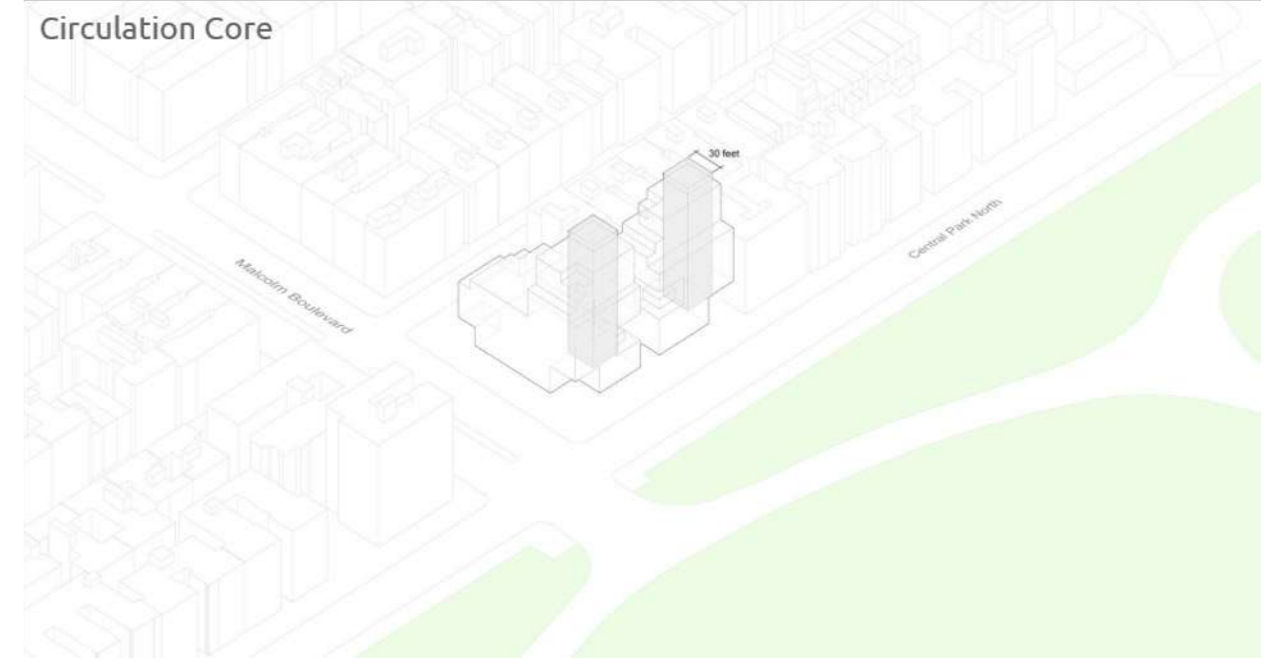 Circulation Core
30 feet
Central Park North
Malcolm Boulevard